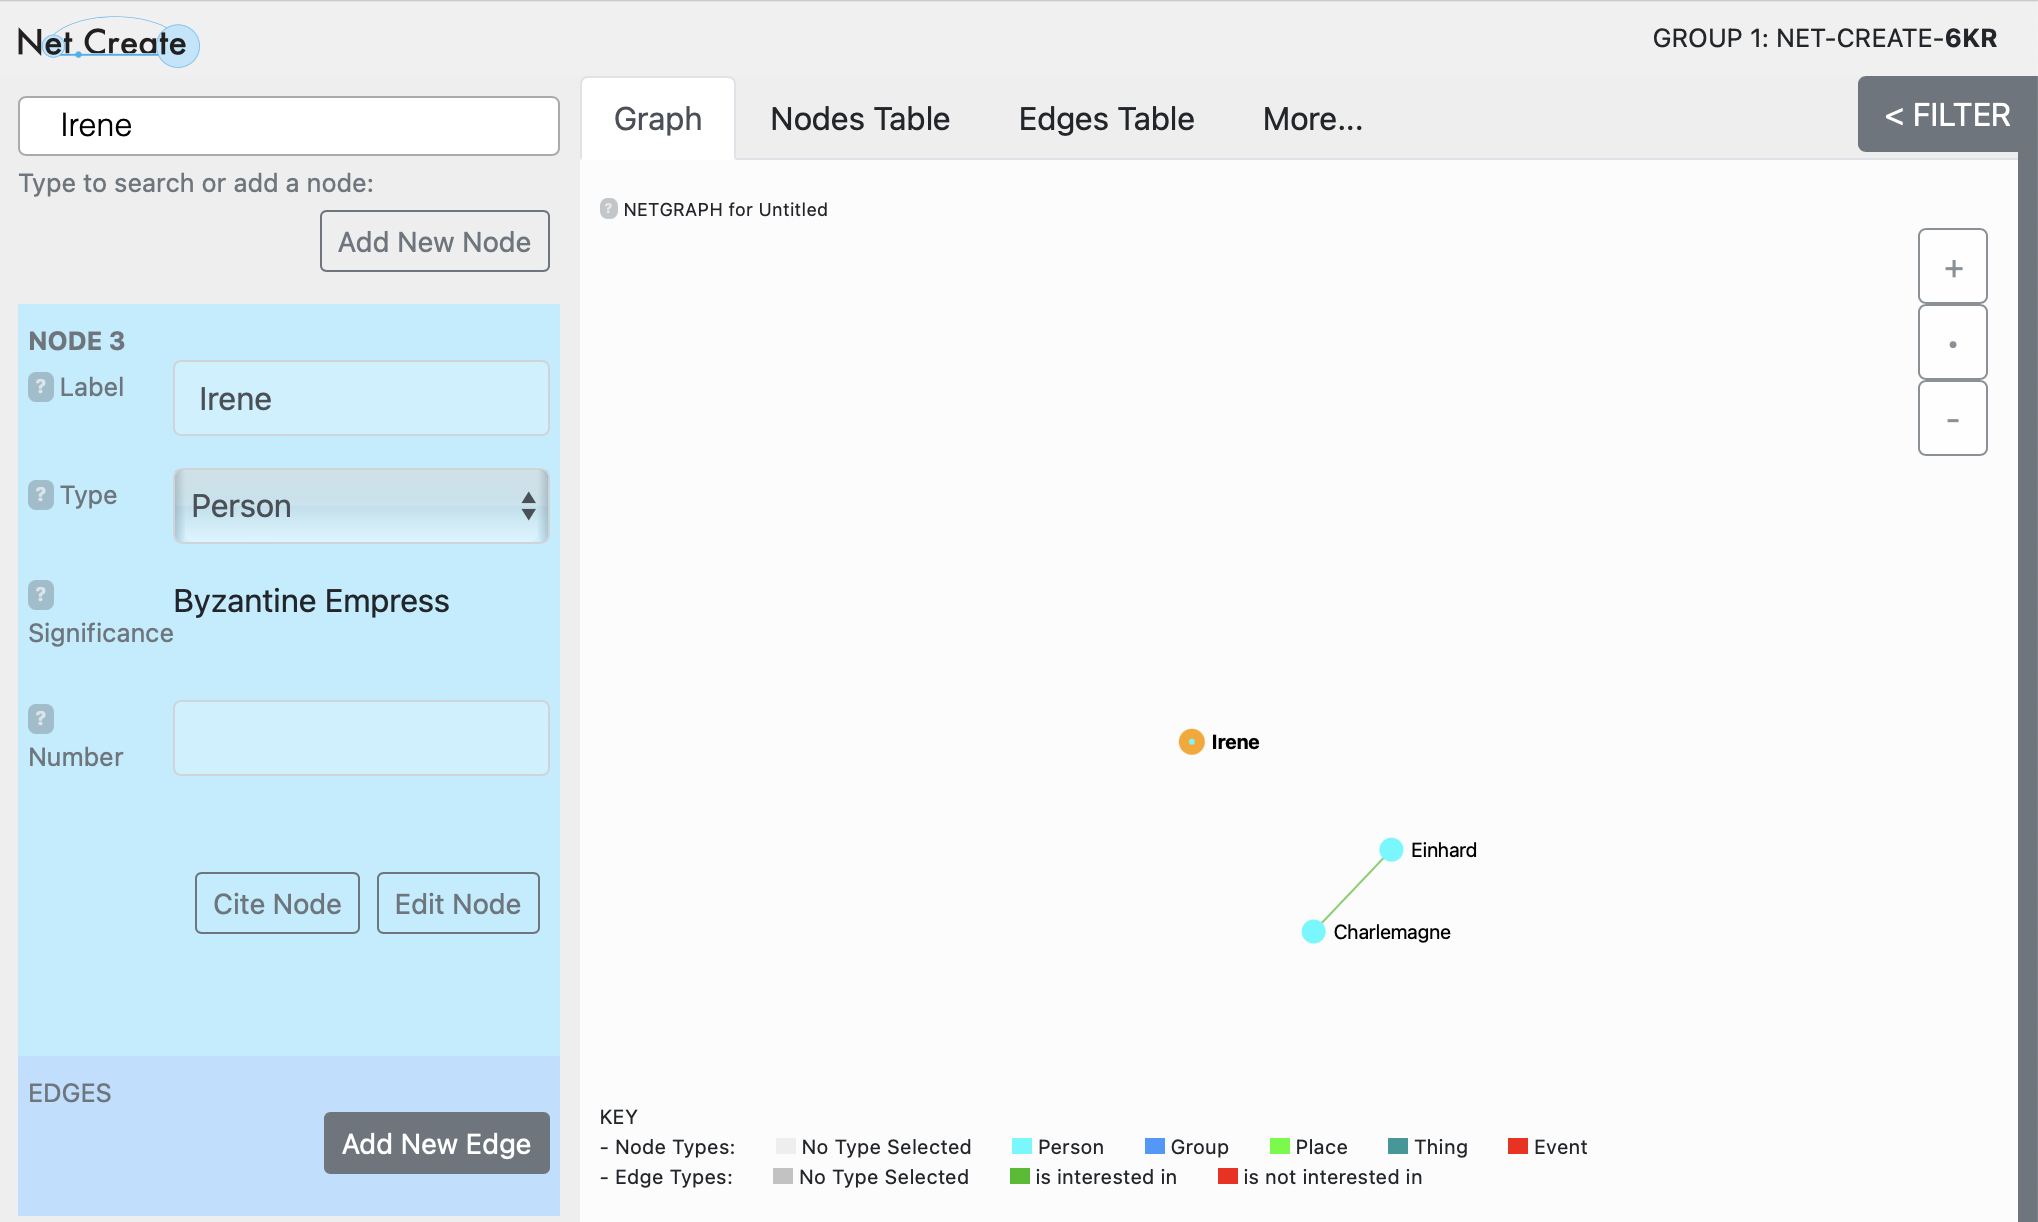 Net.Create
GROUP 1: NET-CREATE-6KR
Irene
Type to search or add a node:
Add New Node
NODE 3
? Label
Irene
? Type
Person
?
Significance
Byzantine Empress
?
Number
Cite Node
Edit Node
EDGES
Add New Edge
Graph
Nodes Table
Edges Table
More...
< FILTER
? NETGRAPH for Untitled
+
•
-
Irene
Einhard
Charlemagne
KEY
- Node Types: No Type Selected Person Group Place Thing Event
- Edge Types: No Type Selected is interested in is not interested in